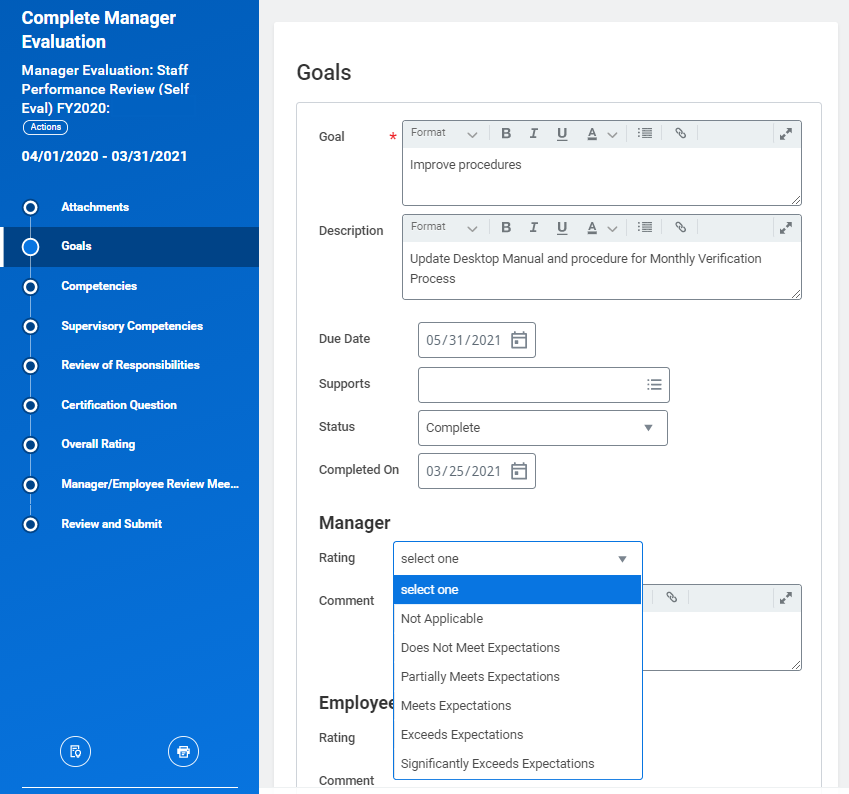 Complete Manager
Evaluation
Manager Evaluation: Staff
Performance Review (Self
Eval) FY2020:
Actions
04/01/2020 - 03/31/2021
Attachments
Goals
Competencies
Supervisory Competencies
Review of Responsibilities
Certification Question
Overall Rating
Manager/Employee Review Mee...
Review and Submit
Goals
Goal *
Format B I U A
Improve procedures
Description
Format B I U A
Update Desktop Manual and procedure for Monthly Verification
Process
Due Date 05/31/2021
Supports
Status Complete
Completed On 03/25/2021
Manager
Rating select one
select one
Comment
Not Applicable
Does Not Meet Expectations
Partially Meets Expectations
Meets Expectations
Employee
Exceeds Expectations
Rating
Significantly Exceeds Expectations
Comment